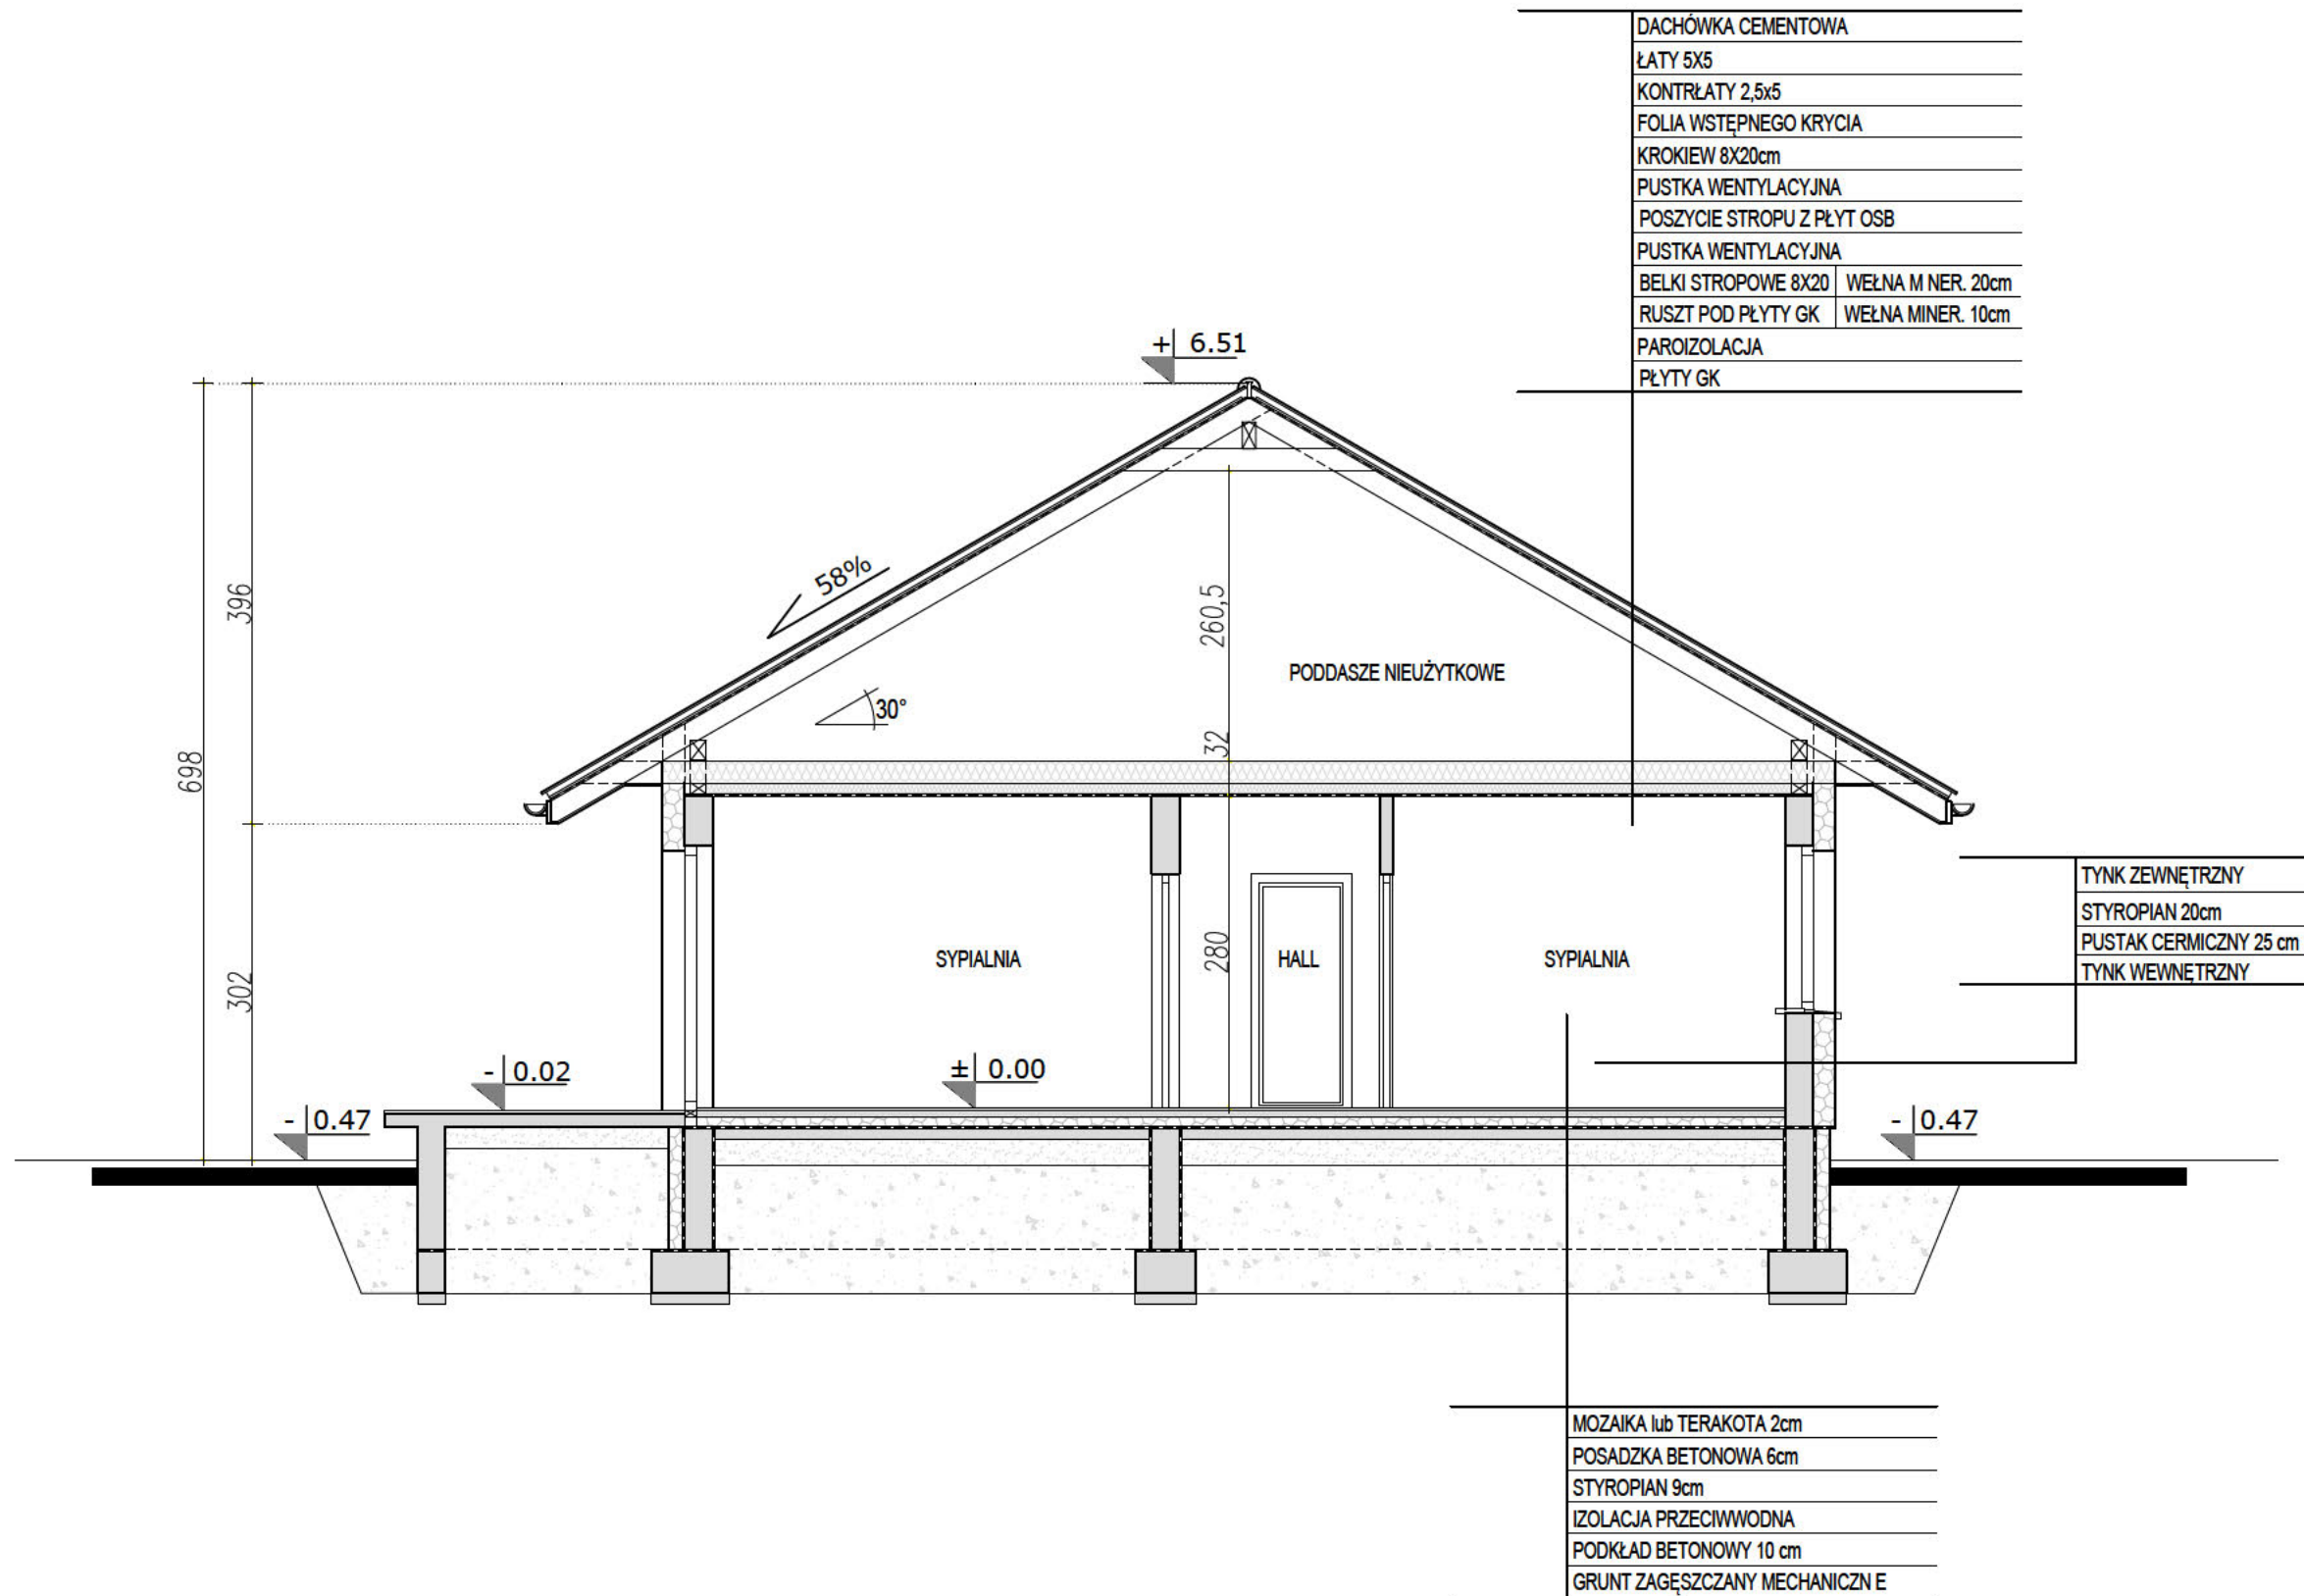 DACHÓWKA CEMENTOWA
ŁATY 5X5
KONTRŁATY 2,5x5
FOLIA WSTĘPNEGO KRYCIA
KROKIEW 8X20cm
PUSTKA WENTYLACYJNA
POSZYCIE STROPU Z PŁYT OSB
PUSTKA WENTYLACYJNA
BELKI STROPOWE 8X20 WEŁNA M NER. 20cm
RUSZT POD PŁYTY GK WEŁNA MINER. 10cm
PAROIZOLACJA
PŁYTY GK
+ 6.51
58%
396
260,5
PODDASZE NIEUŻYTKOWE
30°
32
698
TYNK ZEWNĘTRZNY
STYROPIAN 20cm
PUSTAK CERMICZNY 25 cm
TYNK WEWNĘTRZNY
SYPIALNIA
280
HALL
SYPIALNIA
302
- 0.02
± 0.00
- 0.47
- 0.47
MOZAIKA lub TERAKOTA 2cm
POSADZKA BETONOWA 6cm
STYROPIAN 9cm
IZOLACJA PRZECIWWODNA
PODKŁAD BETONOWY 10 cm
GRUNT ZAGĘSZCZANY MECHANICZN E